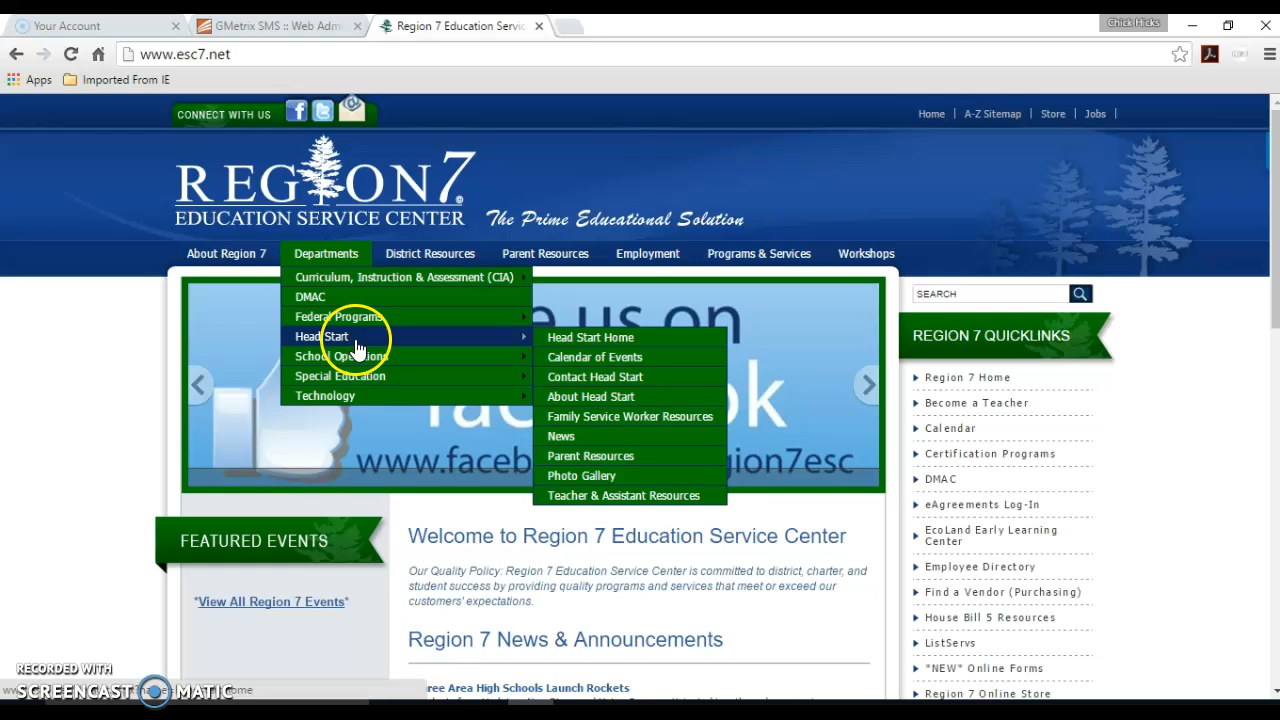 Your Account
GMetrix SMS :: Web Adm
Region 7 Education Servic
Chick Hicks
www.esc7.net
Apps
Imported From IE
CONNECT WITH US
Home | A-Z Sitemap | Store | Jobs |
REGION 7
EDUCATION SERVICE CENTER
The Prime Educational Solution
About Region 7
Departments
District Resources
Parent Resources
Employment
Programs & Services
Workshops
Curriculum, Instruction & Assessment (CIA)
DMAC
Federal Programs
Head Start
School Operations
Special Education
Technology
Head Start Home
Calendar of Events
Contact Head Start
About Head Start
Family Service Worker Resources
News
Parent Resources
Photo Gallery
Teacher & Assistant Resources
e us on
ok
www.faceb
gion7esc
SEARCH
REGION 7 QUICKLINKS
Region 7 Home
Become a Teacher
Calendar
Certification Programs
DMAC
eAgreements Log-In
EcoLand Early Learning
Center
Employee Directory
Find a Vendor (Purchasing)
House Bill 5 Resources
ListServs
*NEW* Online Forms
Region 7 Online Store
FEATURED EVENTS
*View All Region 7 Events*
Welcome to Region 7 Education Service Center
Our Quality Policy: Region 7 Education Service Center is committed to district, charter, and
student success by providing quality programs and services that meet or exceed our
customers' expectations.
Region 7 News & Announcements
ree Area High Schools Launch Rockets
RECORDED WITH
SCREENCAST-O-MATIC